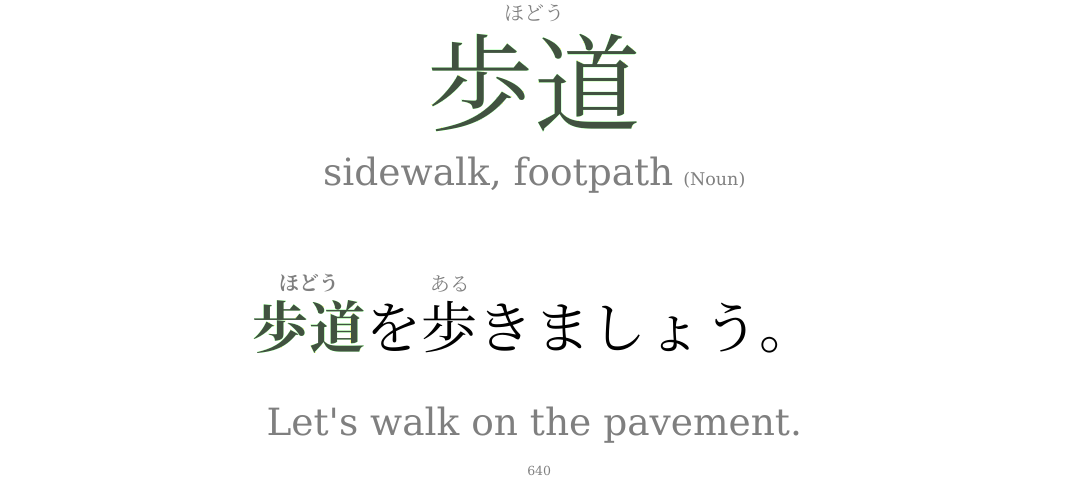 ほどう
歩道
sidewalk, footpath (Noun)
ほどう ある
歩道を歩きましょう。
Let's walk on the pavement.
640